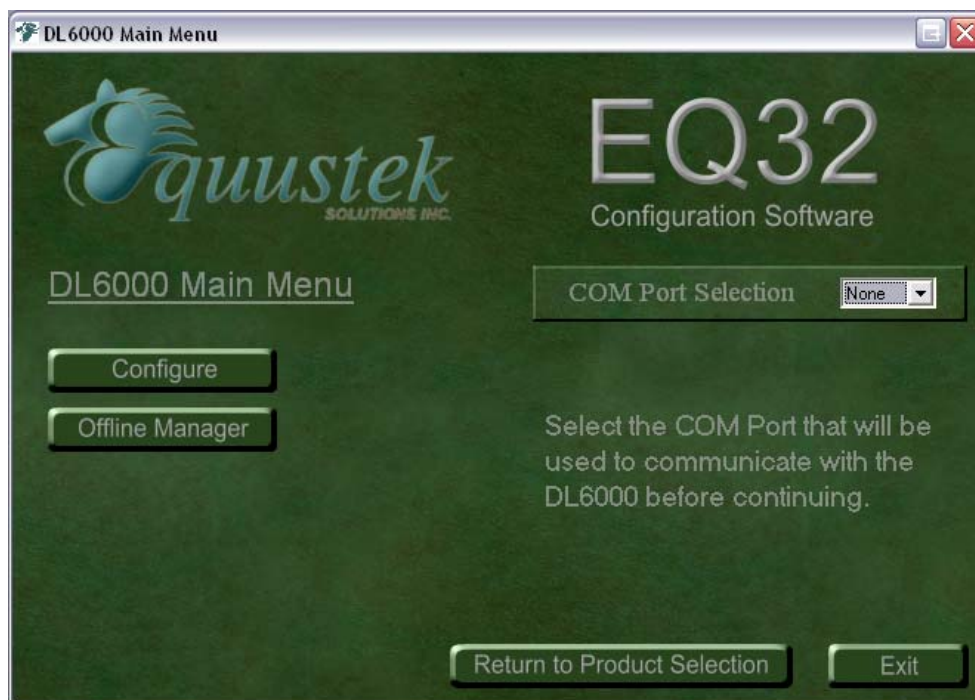 DL6000 Main Menu
Equustek
SOLUTIONS INC.
EQ32
Configuration Software
DL6000 Main Menu
COM Port Selection None
Configure
Offline Manager
Select the COM Port that will be
used to communicate with the
DL6000 before continuing.
Return to Product Selection Exit